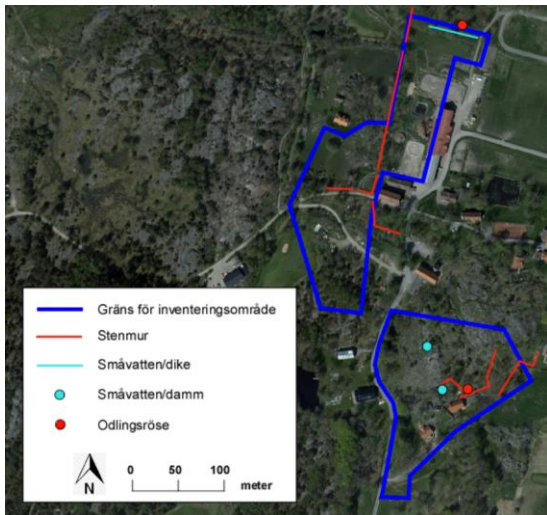 Gräns för inventeringsområde
Stenmur
Småvatten/dike
Småvatten/damm
Odlingsröse
N
0 50 100
meter